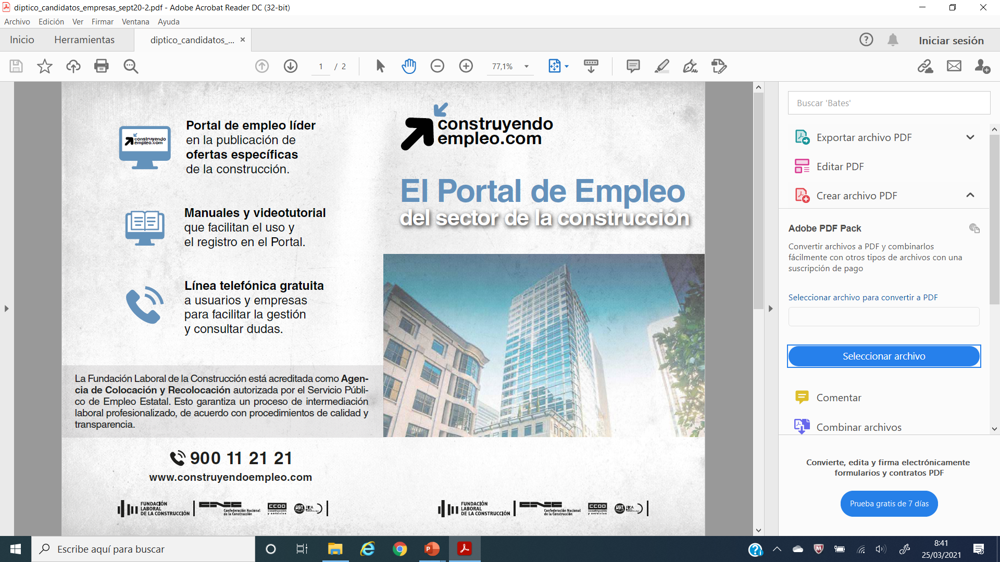 diptico_candidatos_empresas_sept20-2.pdf - Adobe Acrobat Reader DC (32-bit)
Archivo Edición Ver Firmar Ventana Ayuda
Inicio Herramientas diptico_candidatos_... × Iniciar sesión
1 / 2 77,1%
construyendo
empleo.com
Portal de empleo líder
en la publicación de
ofertas específicas
de la construcción.
Manuales y videotutorial
que facilitan el uso y
el registro en el Portal.
Línea telefónica gratuita
a usuarios y empresas
para facilitar la gestión
y consultar dudas.
La Fundación Laboral de la Construcción está acreditada como Agen-
cia de Colocación y Recolocación autorizada por el Servicio Públi-
co de Empleo Estatal. Esto garantiza un proceso de intermediación
laboral profesionalizado, de acuerdo con procedimientos de calidad y
transparencia.
900 11 21 21
www.construyendoempleo.com
FUNDACIÓN
LABORAL
DE LA CONSTRUCCIÓN
CNC
Confederación Nacional
de la Construcción
CCOO
construcción
y servicios
UGT FICA
construyendo
empleo.com
El Portal de Empleo
del sector de la construcción
FUNDACIÓN
LABORAL
DE LA CONSTRUCCIÓN
CNC
Confederación Nacional
de la Construcción
CCOO
construcción
y servicios
UGT FICA
Buscar 'Bates'
Exportar archivo PDF
Editar PDF
Crear archivo PDF
Adobe PDF Pack
Convertir archivos a PDF y combinarlos
fácilmente con otros tipos de archivos con una
suscripción de pago
Seleccionar archivo para convertir a PDF
Seleccionar archivo
Comentar
Combinar archivos
Convierte, edita y firma electrónicamente
formularios y contratos PDF
Prueba gratis de 7 días
Escribe aquí para buscar
8:41
25/03/2021